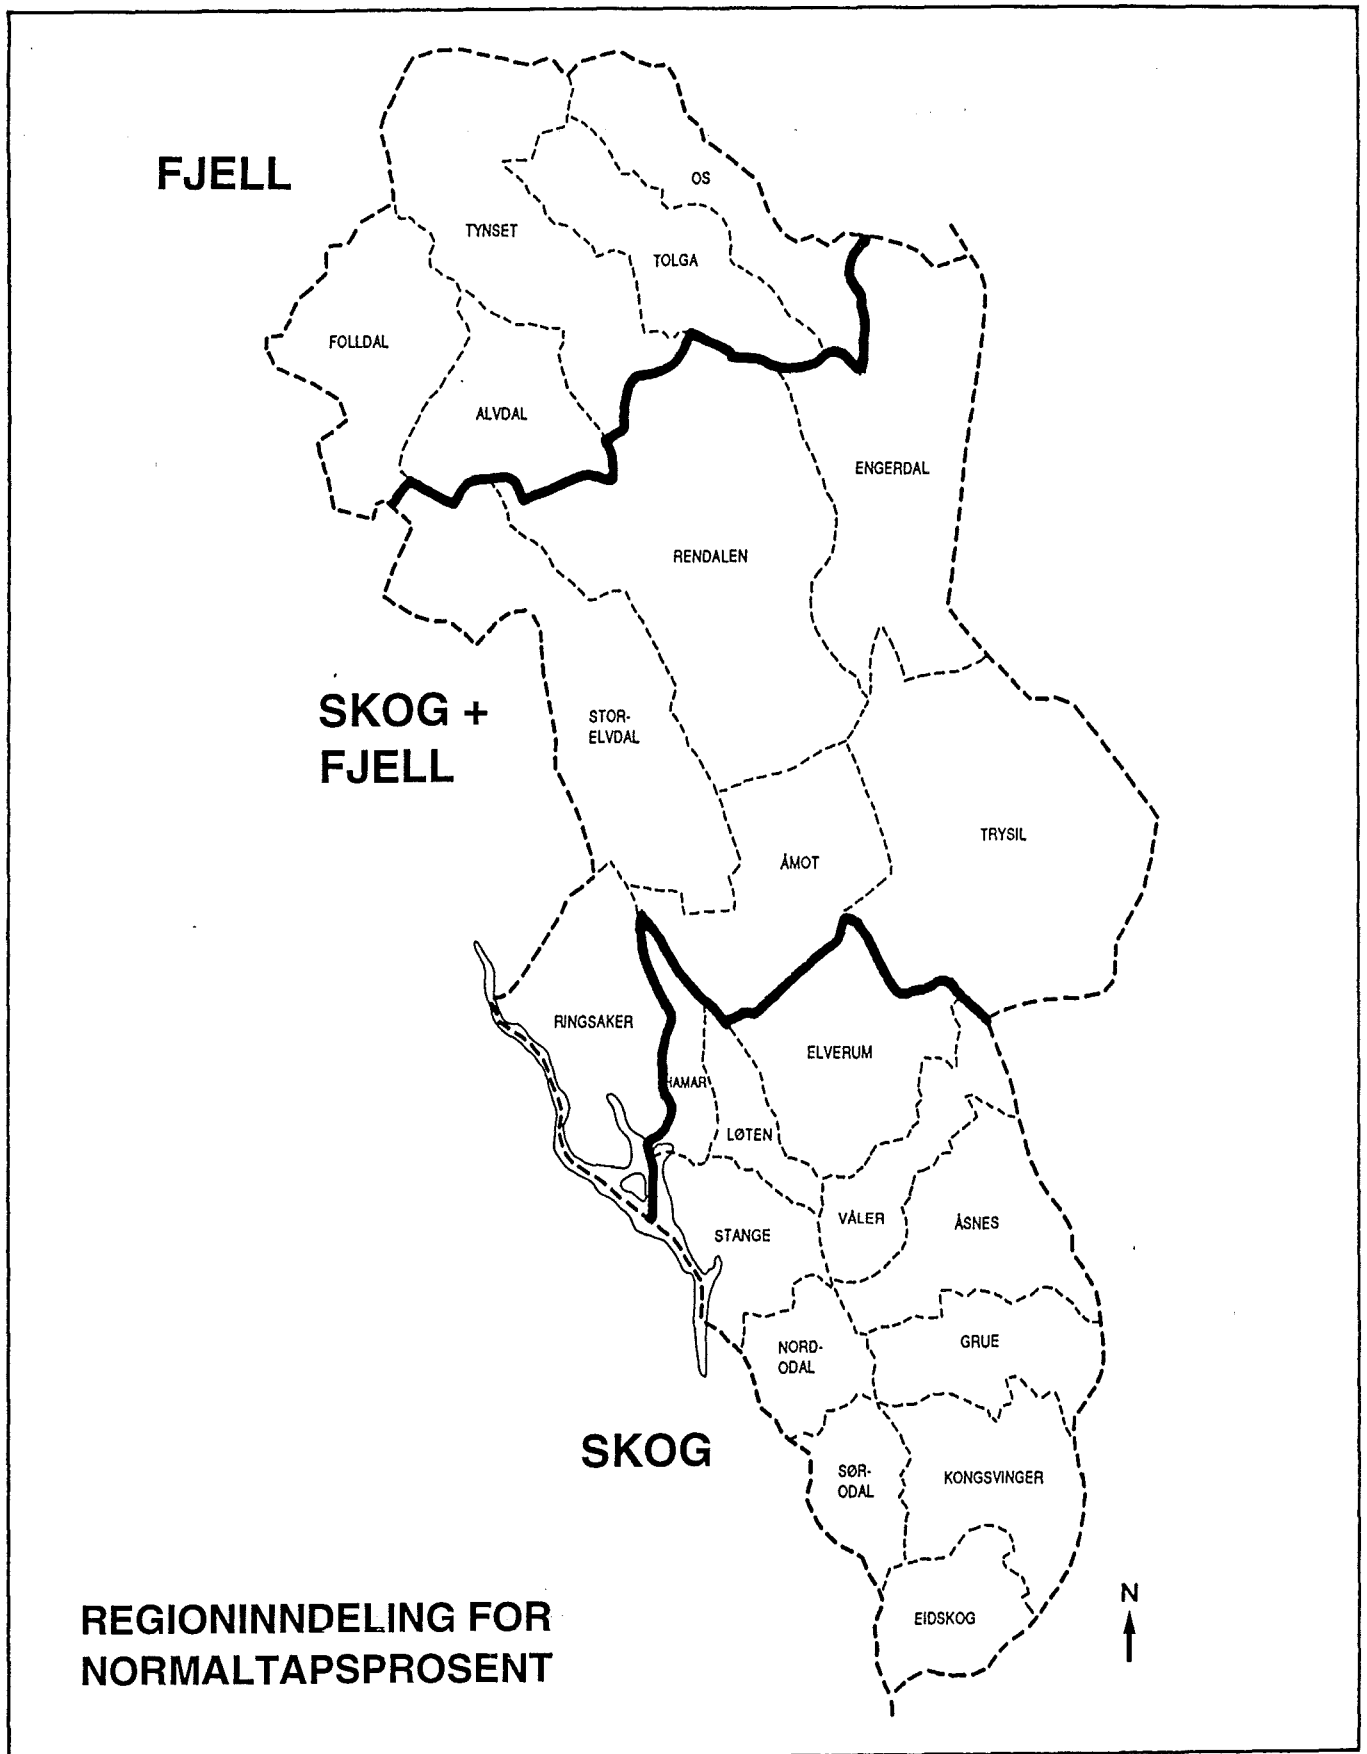 FJELL
OS
TYNSET
TOLGA
FOLLDAL
ALVDAL
ENGERDAL
RENDALEN
SKOG +
FJELL
STOR-
ELVDAL
TRYSIL
ÅMOT
RINGSAKER
ELVERUM
HAMAR
LØTEN
VÅLER
ÅSNES
STANGE
NORD-
ODAL
GRUE
SKOG
SØR-
ODAL
KONGSVINGER
EIDSKOG
N
REGIONINNDELING FOR
NORMALTAPSPROSENT